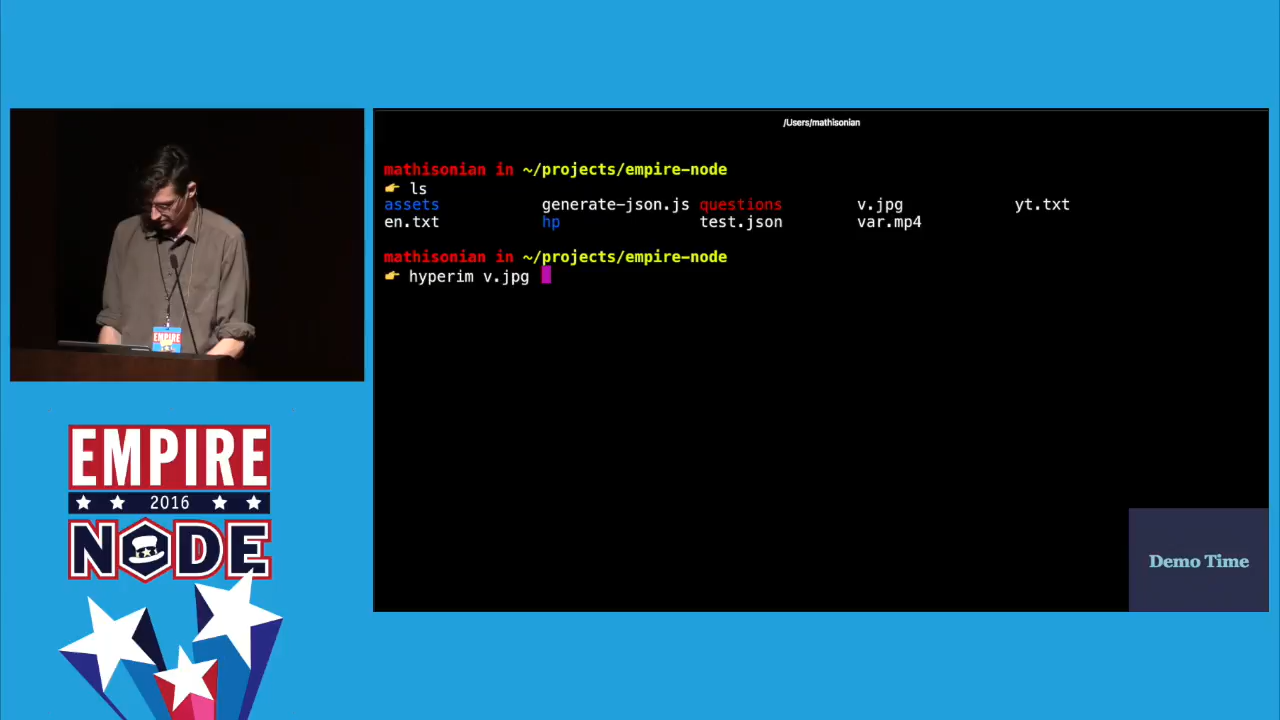 /Users/mathisonian
mathisonian in ~/projects/empire-node
👉 ls
assets generate-json.js questions v.jpg yt.txt
en.txt hp test.json var.mp4
mathisonian in ~/projects/empire-node
👉 hyperim v.jpg
Demo Time
EMPIRE
EMPIRE
2016
NODE